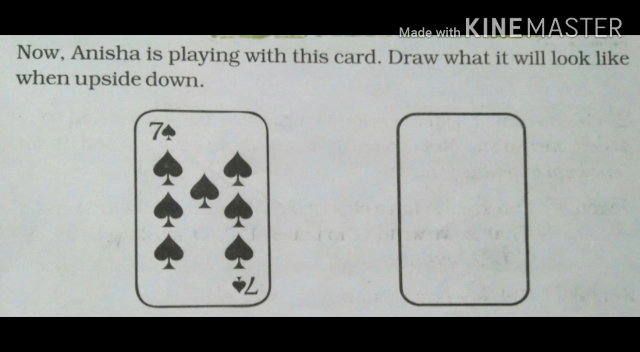 Made with KINEMASTER
Now, Anisha is playing with this card. Draw what it will look like
when upside down.
7♠
7♠